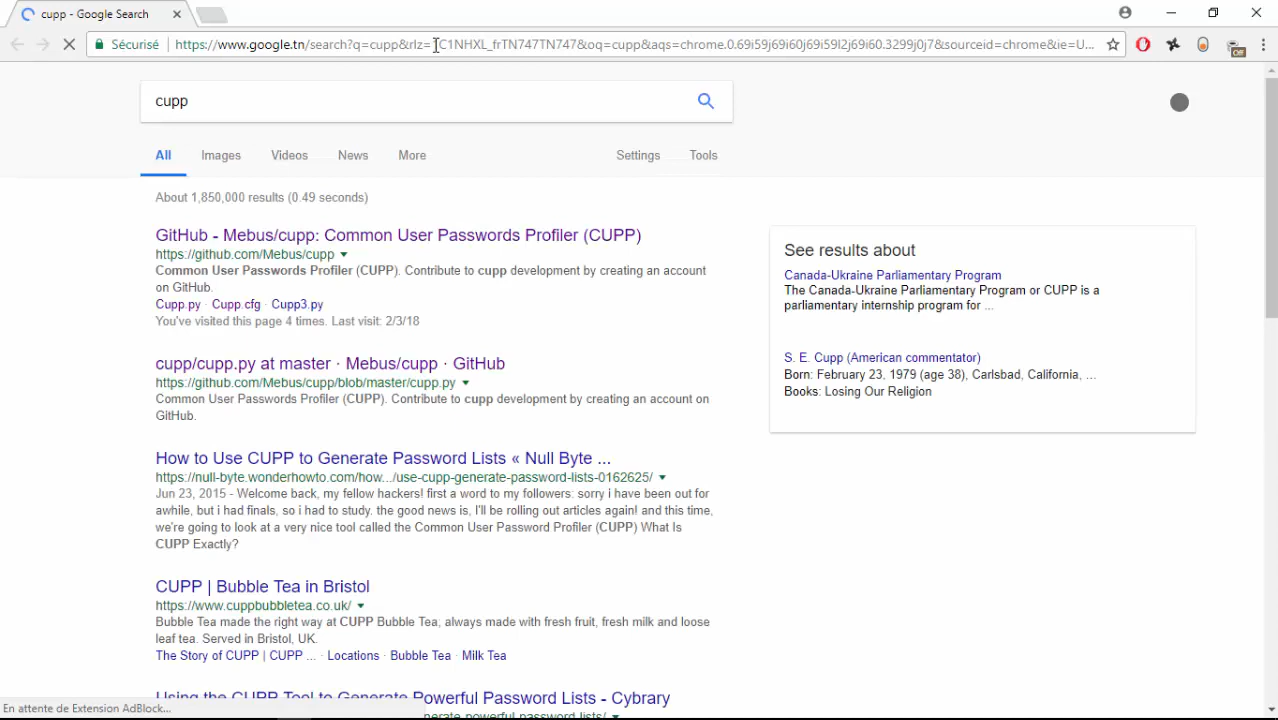 cupp - Google Search
Sécurisé
https://www.google.tn/search?q=cupp&rlz=1C1NHXL_frTN747TN747&oq=cupp&aqs=chrome.0.69i59j69i60j69i59l2j69i60.3299j0j7&sourceid=chrome&ie=U...
Off
cupp
All Images Videos News More Settings Tools
About 1,850,000 results (0.49 seconds)
GitHub - Mebus/cupp: Common User Passwords Profiler (CUPP)
https://github.com/Mebus/cupp
Common User Passwords Profiler (CUPP). Contribute to cupp development by creating an account
on GitHub.
Cupp.py · Cupp.cfg · Cupp3.py
You've visited this page 4 times. Last visit: 2/3/18
cupp/cupp.py at master · Mebus/cupp · GitHub
https://github.com/Mebus/cupp/blob/master/cupp.py
Common User Passwords Profiler (CUPP). Contribute to cupp development by creating an account on
GitHub.
How to Use CUPP to Generate Password Lists « Null Byte ...
https://null-byte.wonderhowto.com/how.../use-cupp-generate-password-lists-0162625/
Jun 23, 2015 - Welcome back, my fellow hackers! first a word to my followers: sorry i have been out for
awhile, but i had finals, so i had to study. the good news is, I'll be rolling out articles again! and this time,
we're going to look at a very nice tool called the Common User Password Profiler (CUPP) What Is
CUPP Exactly?
CUPP | Bubble Tea in Bristol
https://www.cuppbubbletea.co.uk/
Bubble Tea made the right way at CUPP Bubble Tea, always made with fresh fruit, fresh milk and loose
leaf tea. Served in Bristol, UK.
The Story of CUPP | CUPP ... · Locations · Bubble Tea · Milk Tea
Using the CUPP Tool to Generate Powerful Password Lists - Cybrary
enerate-powerful-password-lists/
See results about
Canada-Ukraine Parliamentary Program
The Canada-Ukraine Parliamentary Program or CUPP is a
parliamentary internship program for ...
S. E. Cupp (American commentator)
Born: February 23, 1979 (age 38), Carlsbad, California, ...
Books: Losing Our Religion
En attente de Extension AdBlock...